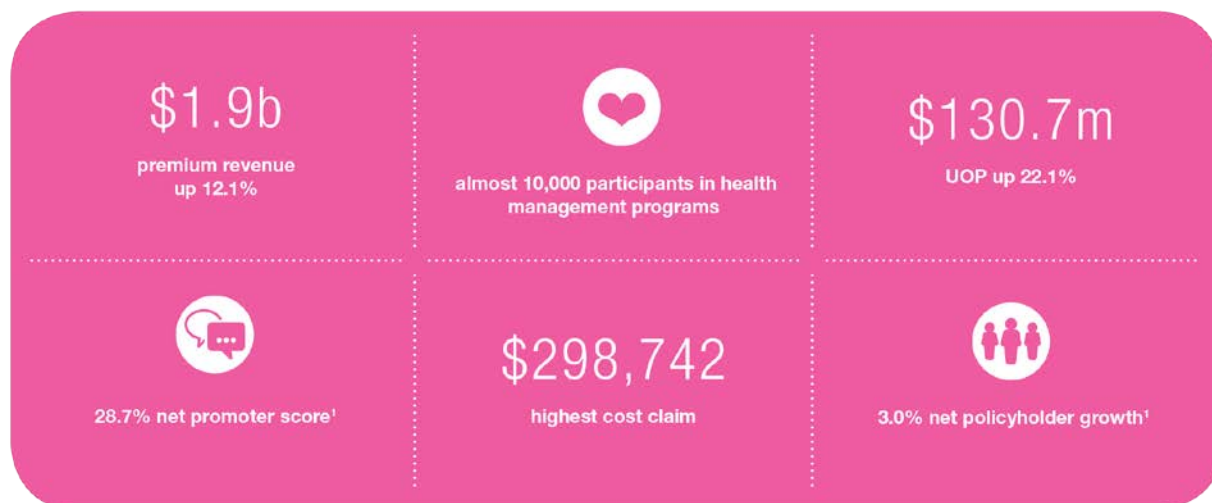 $1.9b
premium revenue
up 12.1%
almost 10,000 participants in health
management programs
$130.7m
UOP up 22.1%
28.7% net promoter score¹
$298,742
highest cost claim
3.0% net policyholder growth¹